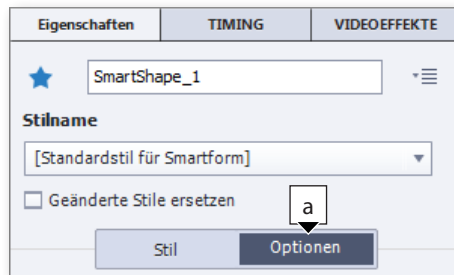 Eigenschaften TIMING VIDEOEFFEKTE
SmartShape_1
Stilname
[Standardstil für Smartform]
Geänderte Stile ersetzen
a
Stil Optionen